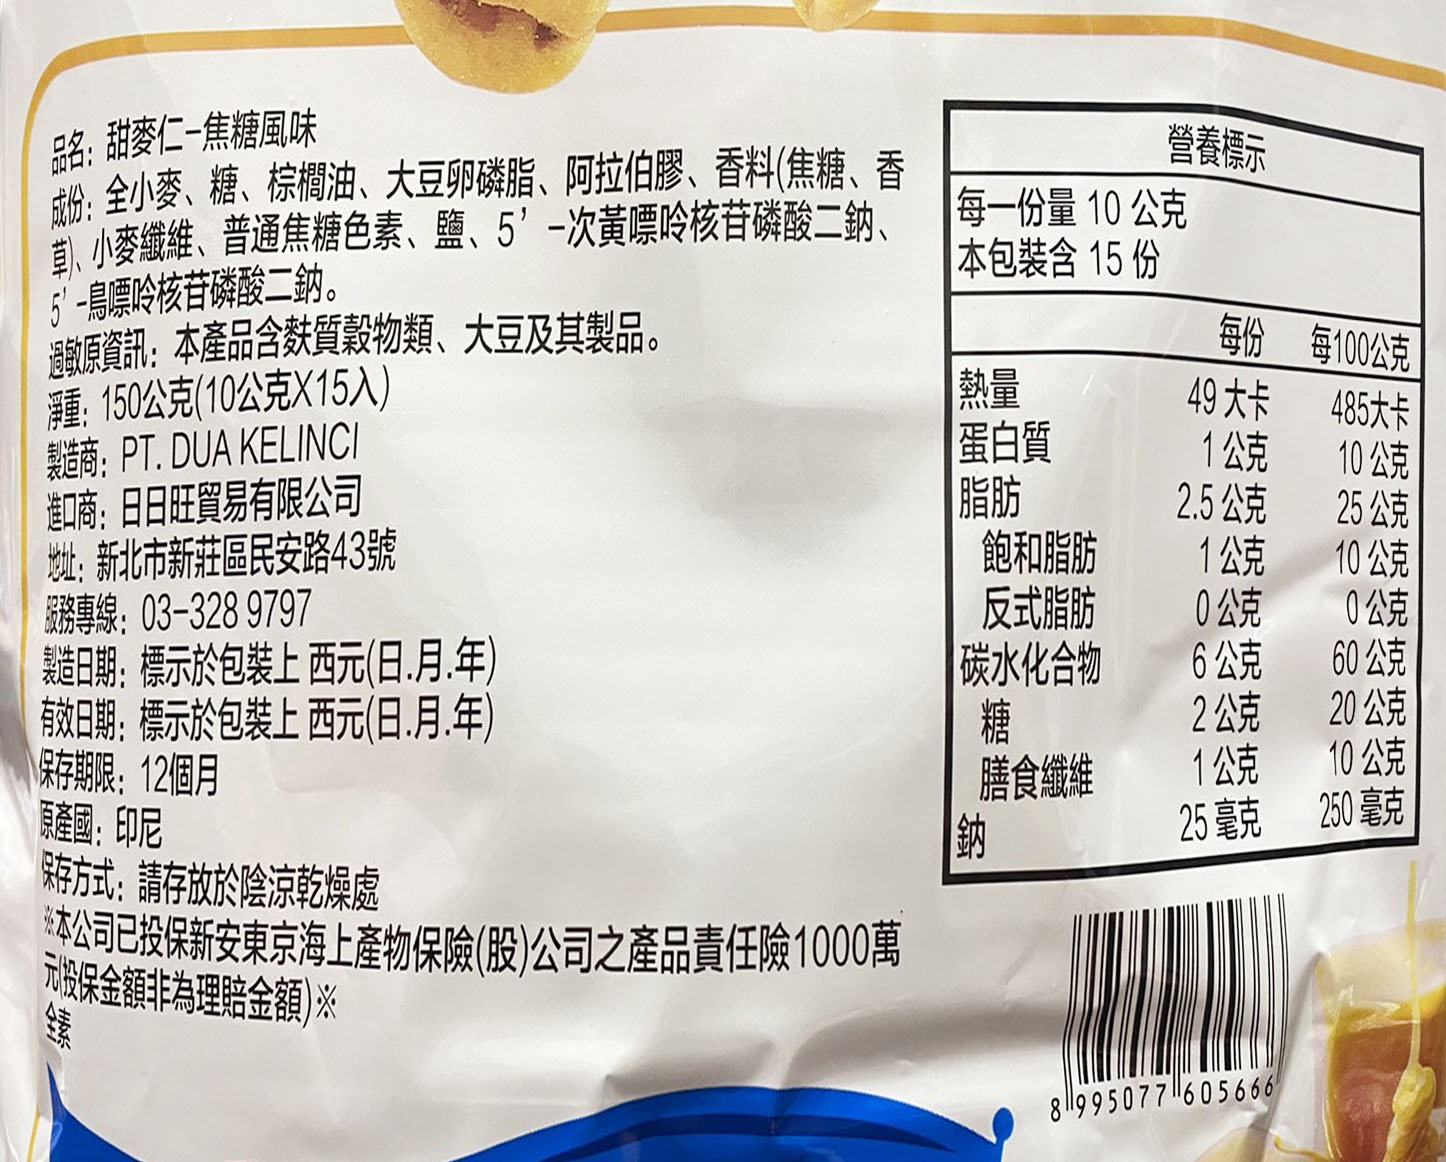 品名：甜麥仁-焦糖風味
成份：全小麥、糖、棕櫚油、大豆卵磷脂、阿拉伯膠、香料(焦糖、香
草)、小麥纖維、普通焦糖色素、鹽、5’-次黃嘌呤核苷磷酸二鈉、
5’-鳥嘌呤核苷磷酸二鈉。
過敏原資訊：本產品含麩質穀物類、大豆及其製品。
淨重：150公克(10公克X15入)
製造商：PT. DUA KELINCI
進口商：日日旺貿易有限公司
地址：新北市新莊區民安路43號
服務專線：03-328 9797
製造日期：標示於包裝上 西元(日.月.年)
有效日期：標示於包裝上 西元(日.月.年)
保存期限：12個月
原產國：印尼
保存方式：請存放於陰涼乾燥處
※本公司已投保新安東京海上產物保險(股)公司之產品責任險1000萬
元(投保金額非為理賠金額)※
全素
營養標示
每一份量 10 公克
本包裝含 15 份
每份 每100公克
熱量 49 大卡 485大卡
蛋白質 1 公克 10 公克
脂肪 2.5 公克 25 公克
飽和脂肪 1 公克 10 公克
反式脂肪 0 公克 0 公克
碳水化合物 6 公克 60 公克
糖 2 公克 20 公克
膳食纖維 1 公克 10 公克
鈉 25 毫克 250 毫克
8 995077 605666